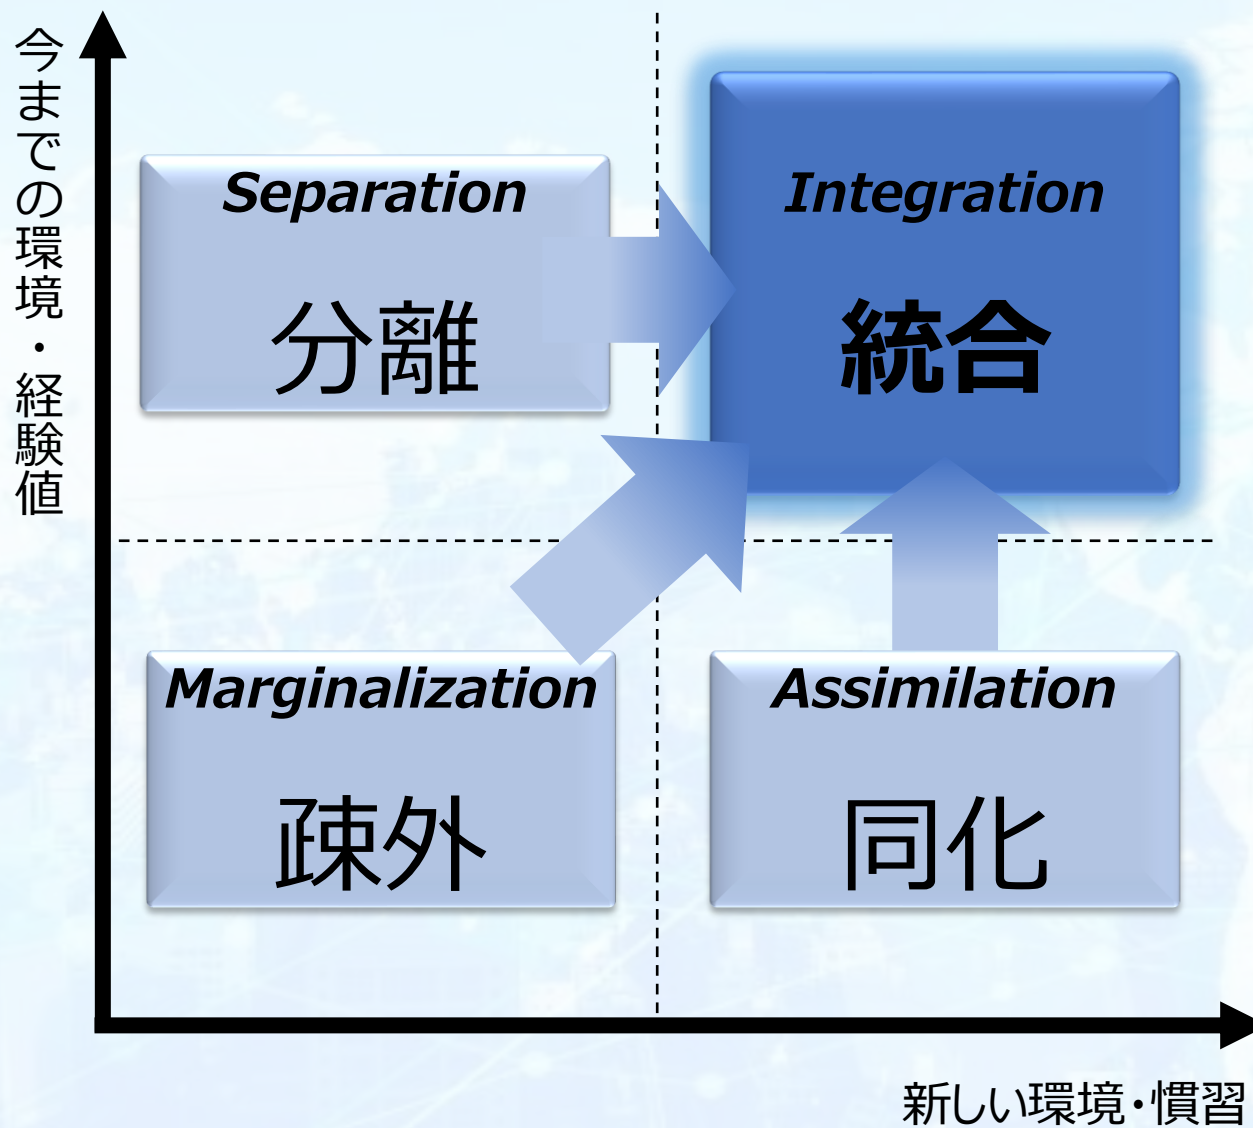 今までの環境・経験値
Separation
分離
Integration
統合
Marginalization
疎外
Assimilation
同化
新しい環境・慣習